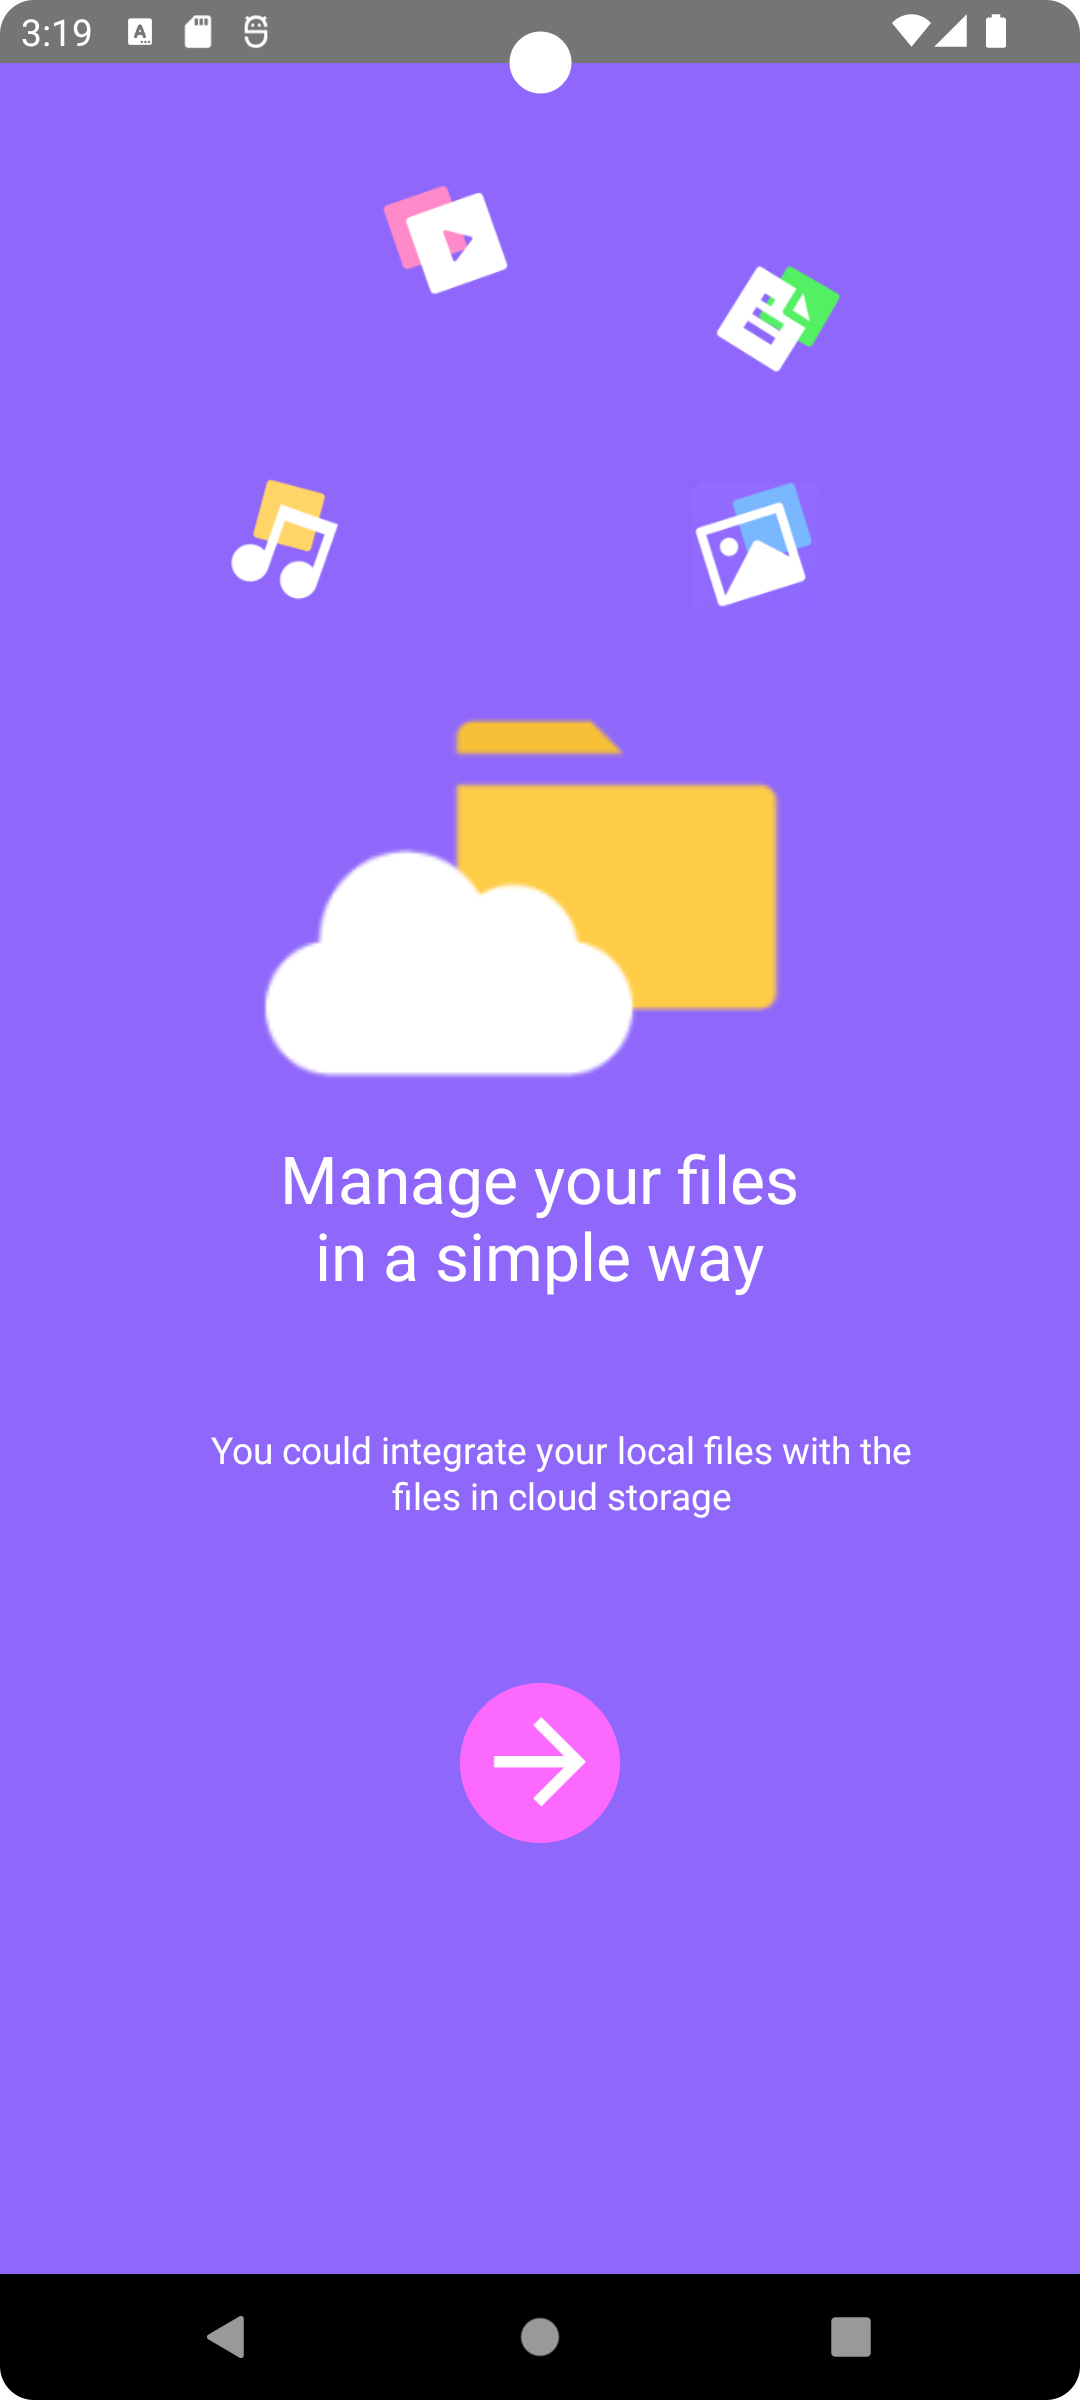 3:19
Manage your files
in a simple way
You could integrate your local files with the
files in cloud storage